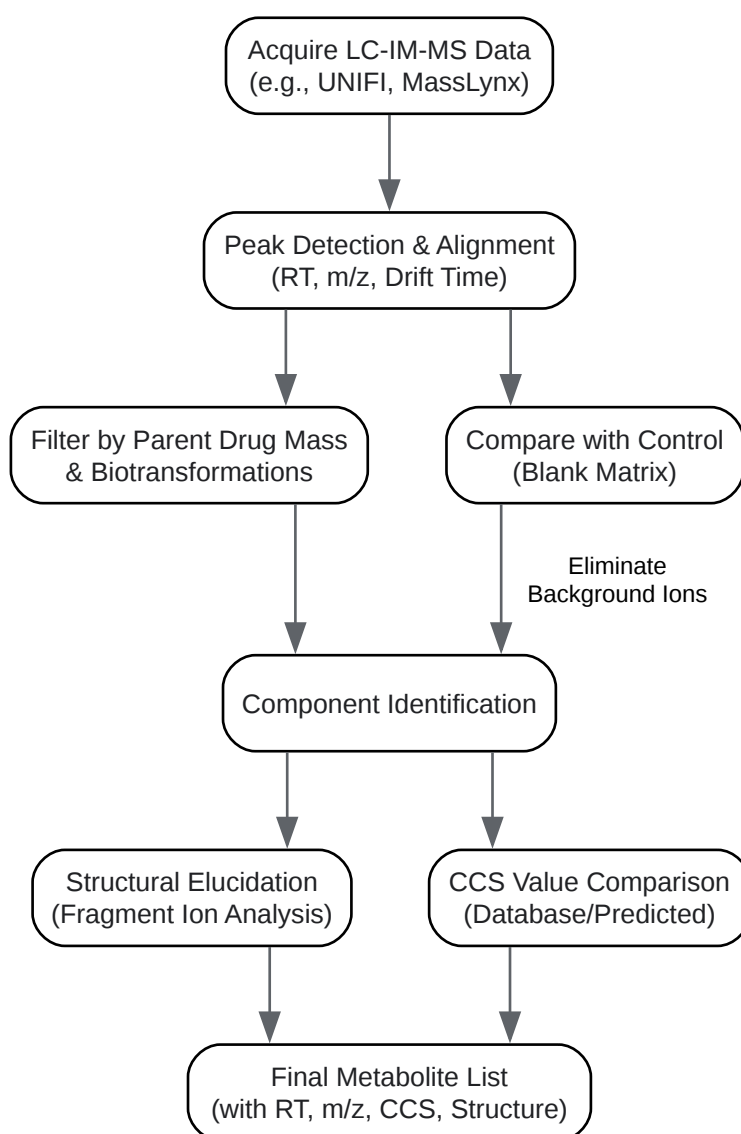 Acquire LC-IM-MS Data
(e.g., UNIFI, MassLynx)
Peak Detection & Alignment
(RT, m/z, Drift Time)
Filter by Parent Drug Mass
& Biotransformations
Compare with Control
(Blank Matrix)
Eliminate
Background Ions
Component Identification
Structural Elucidation
(Fragment Ion Analysis)
CCS Value Comparison
(Database/Predicted)
Final Metabolite List
(with RT, m/z, CCS, Structure)